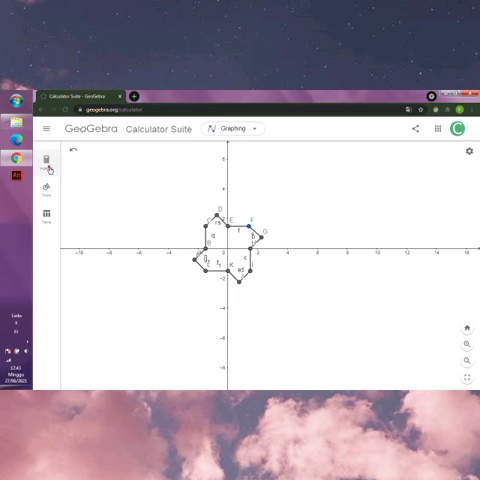 Calculator Suite - GeoGebra
geogebra.org/calculator
GeoGebra
Calculator Suite
Graphing
Tools
Table
D
C
E
F
G
B
K
I
q
t
c
6
4
2
-10
-8
-6
-4
-2
0
2
4
6
8
10
12
14
16
-2
-4
-6
-8
Links
17:43
Minggu
27/06/2021